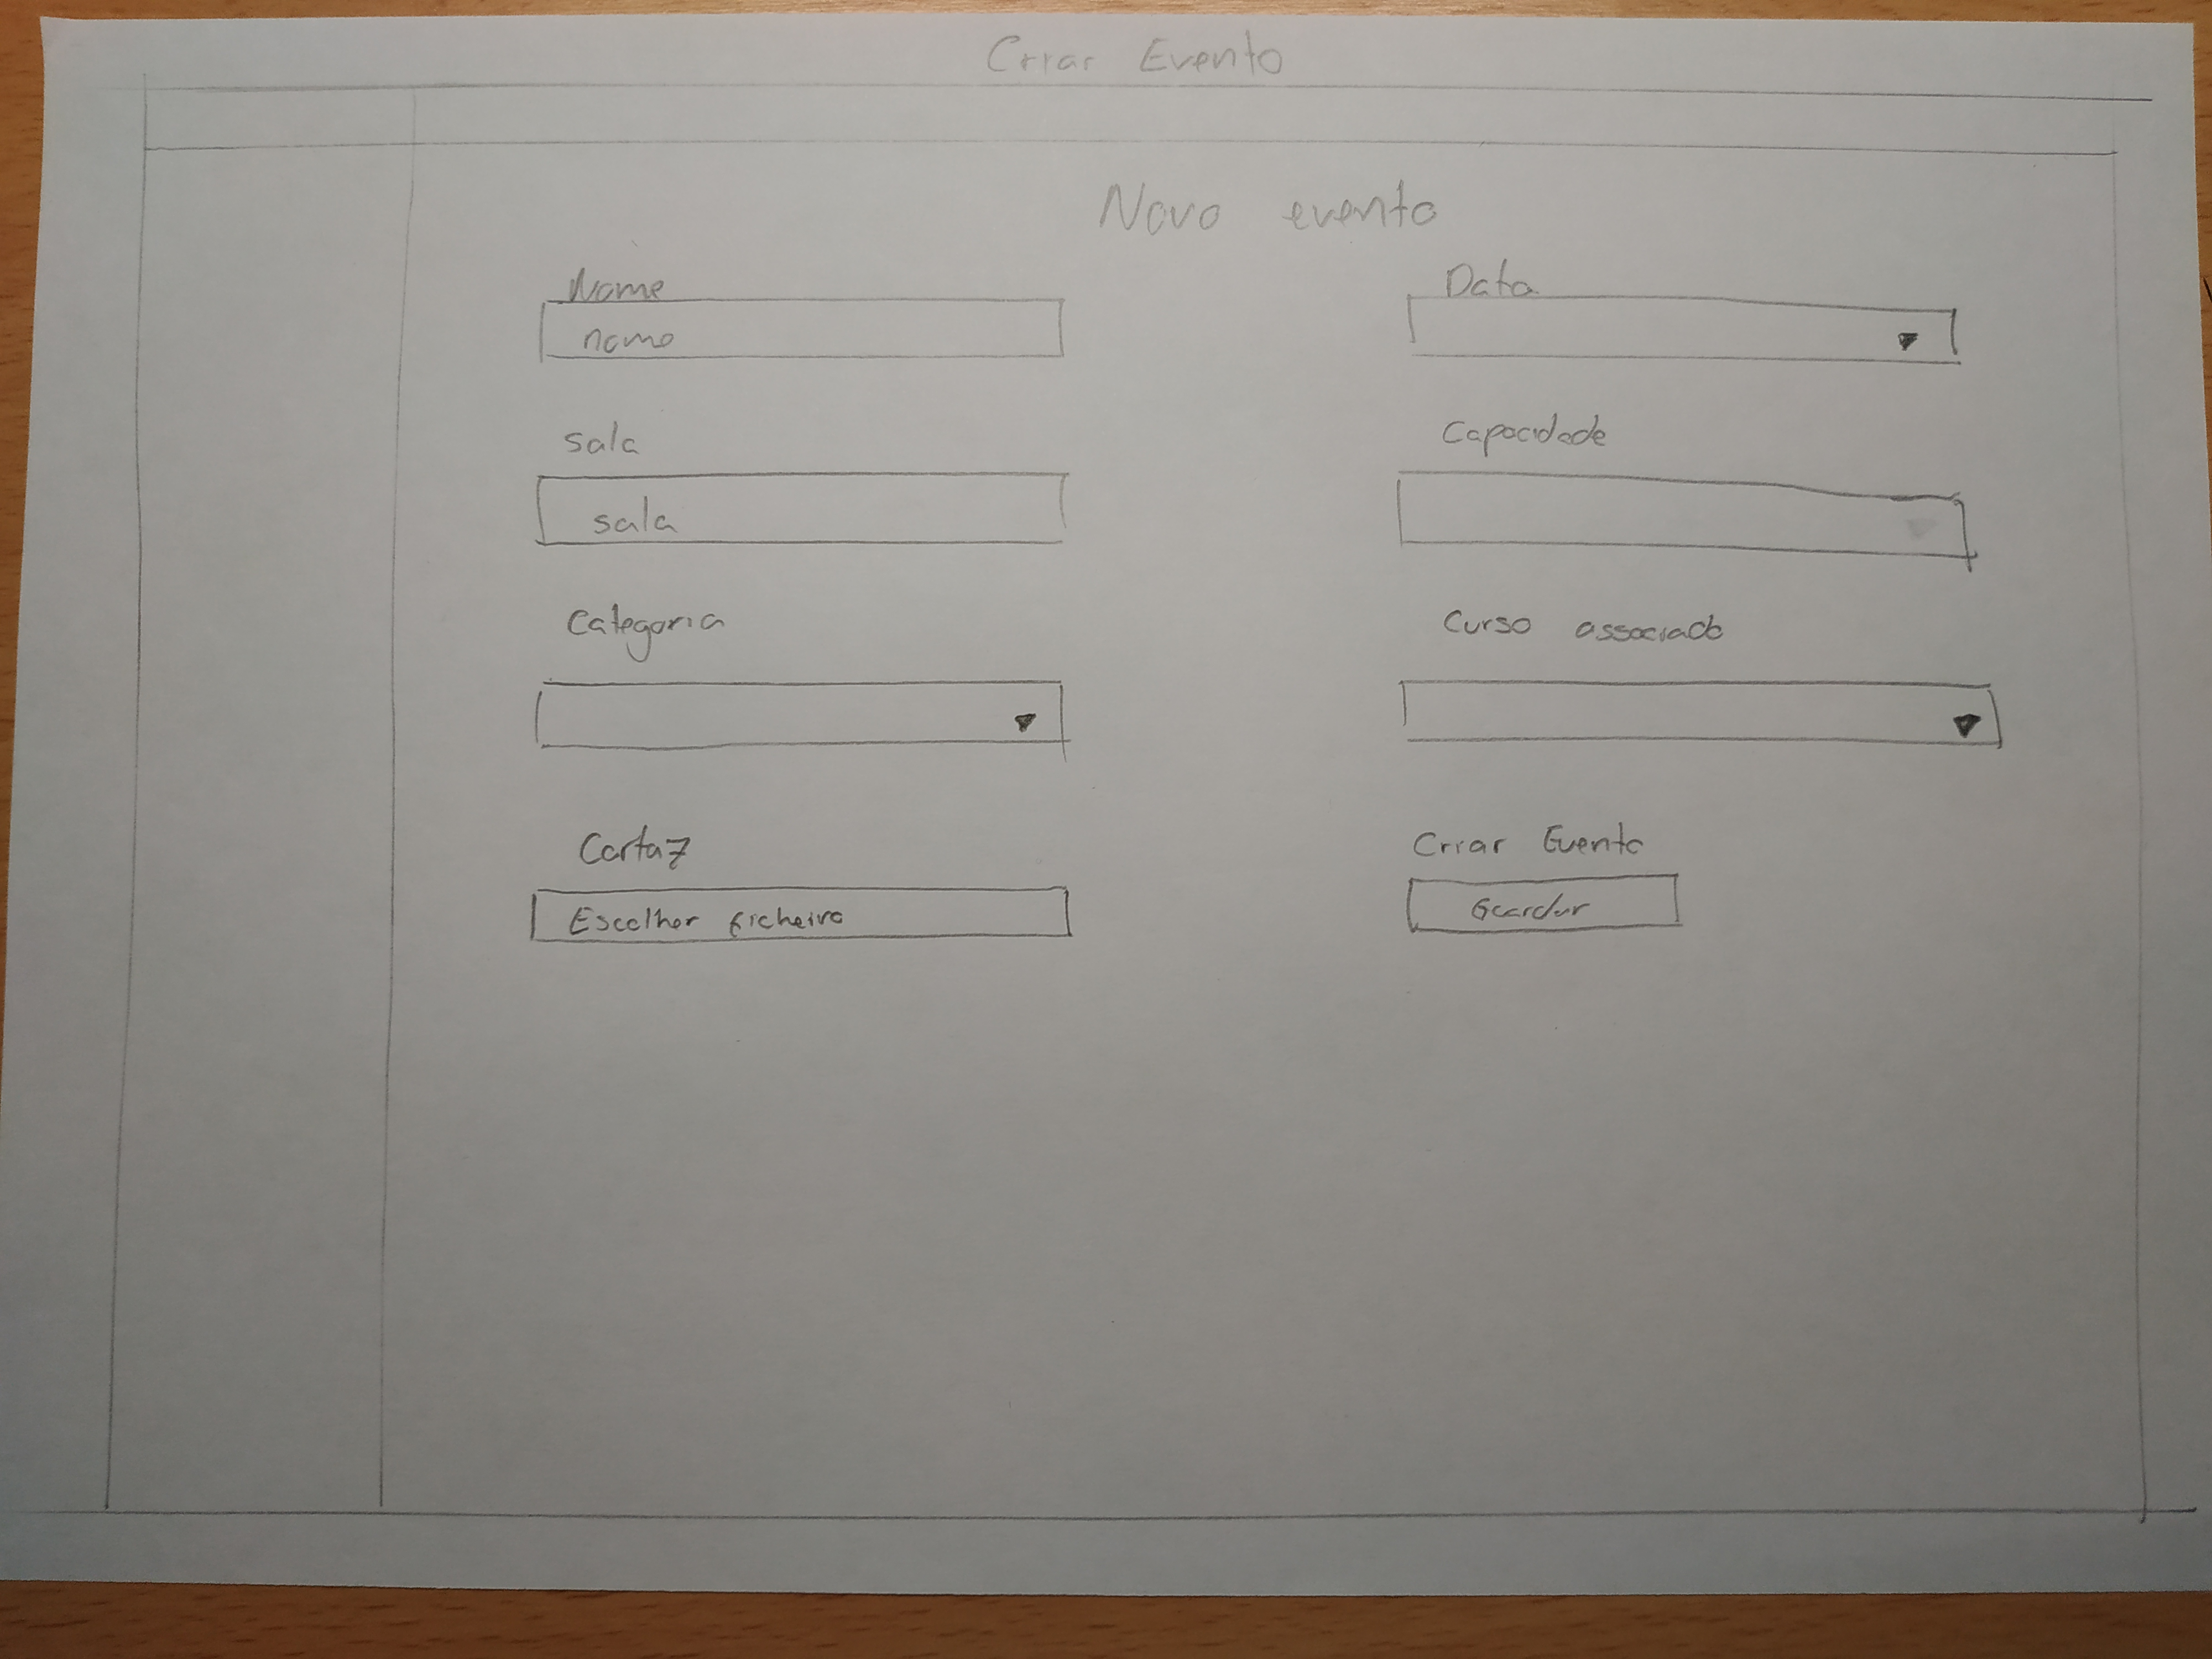 Criar Evento
Novo evento
Nome
Data
nome
Sala
Capacidade
sala
Categoria
Curso associado
Cartaz
Criar Evento
Escolher ficheiro
Guardar